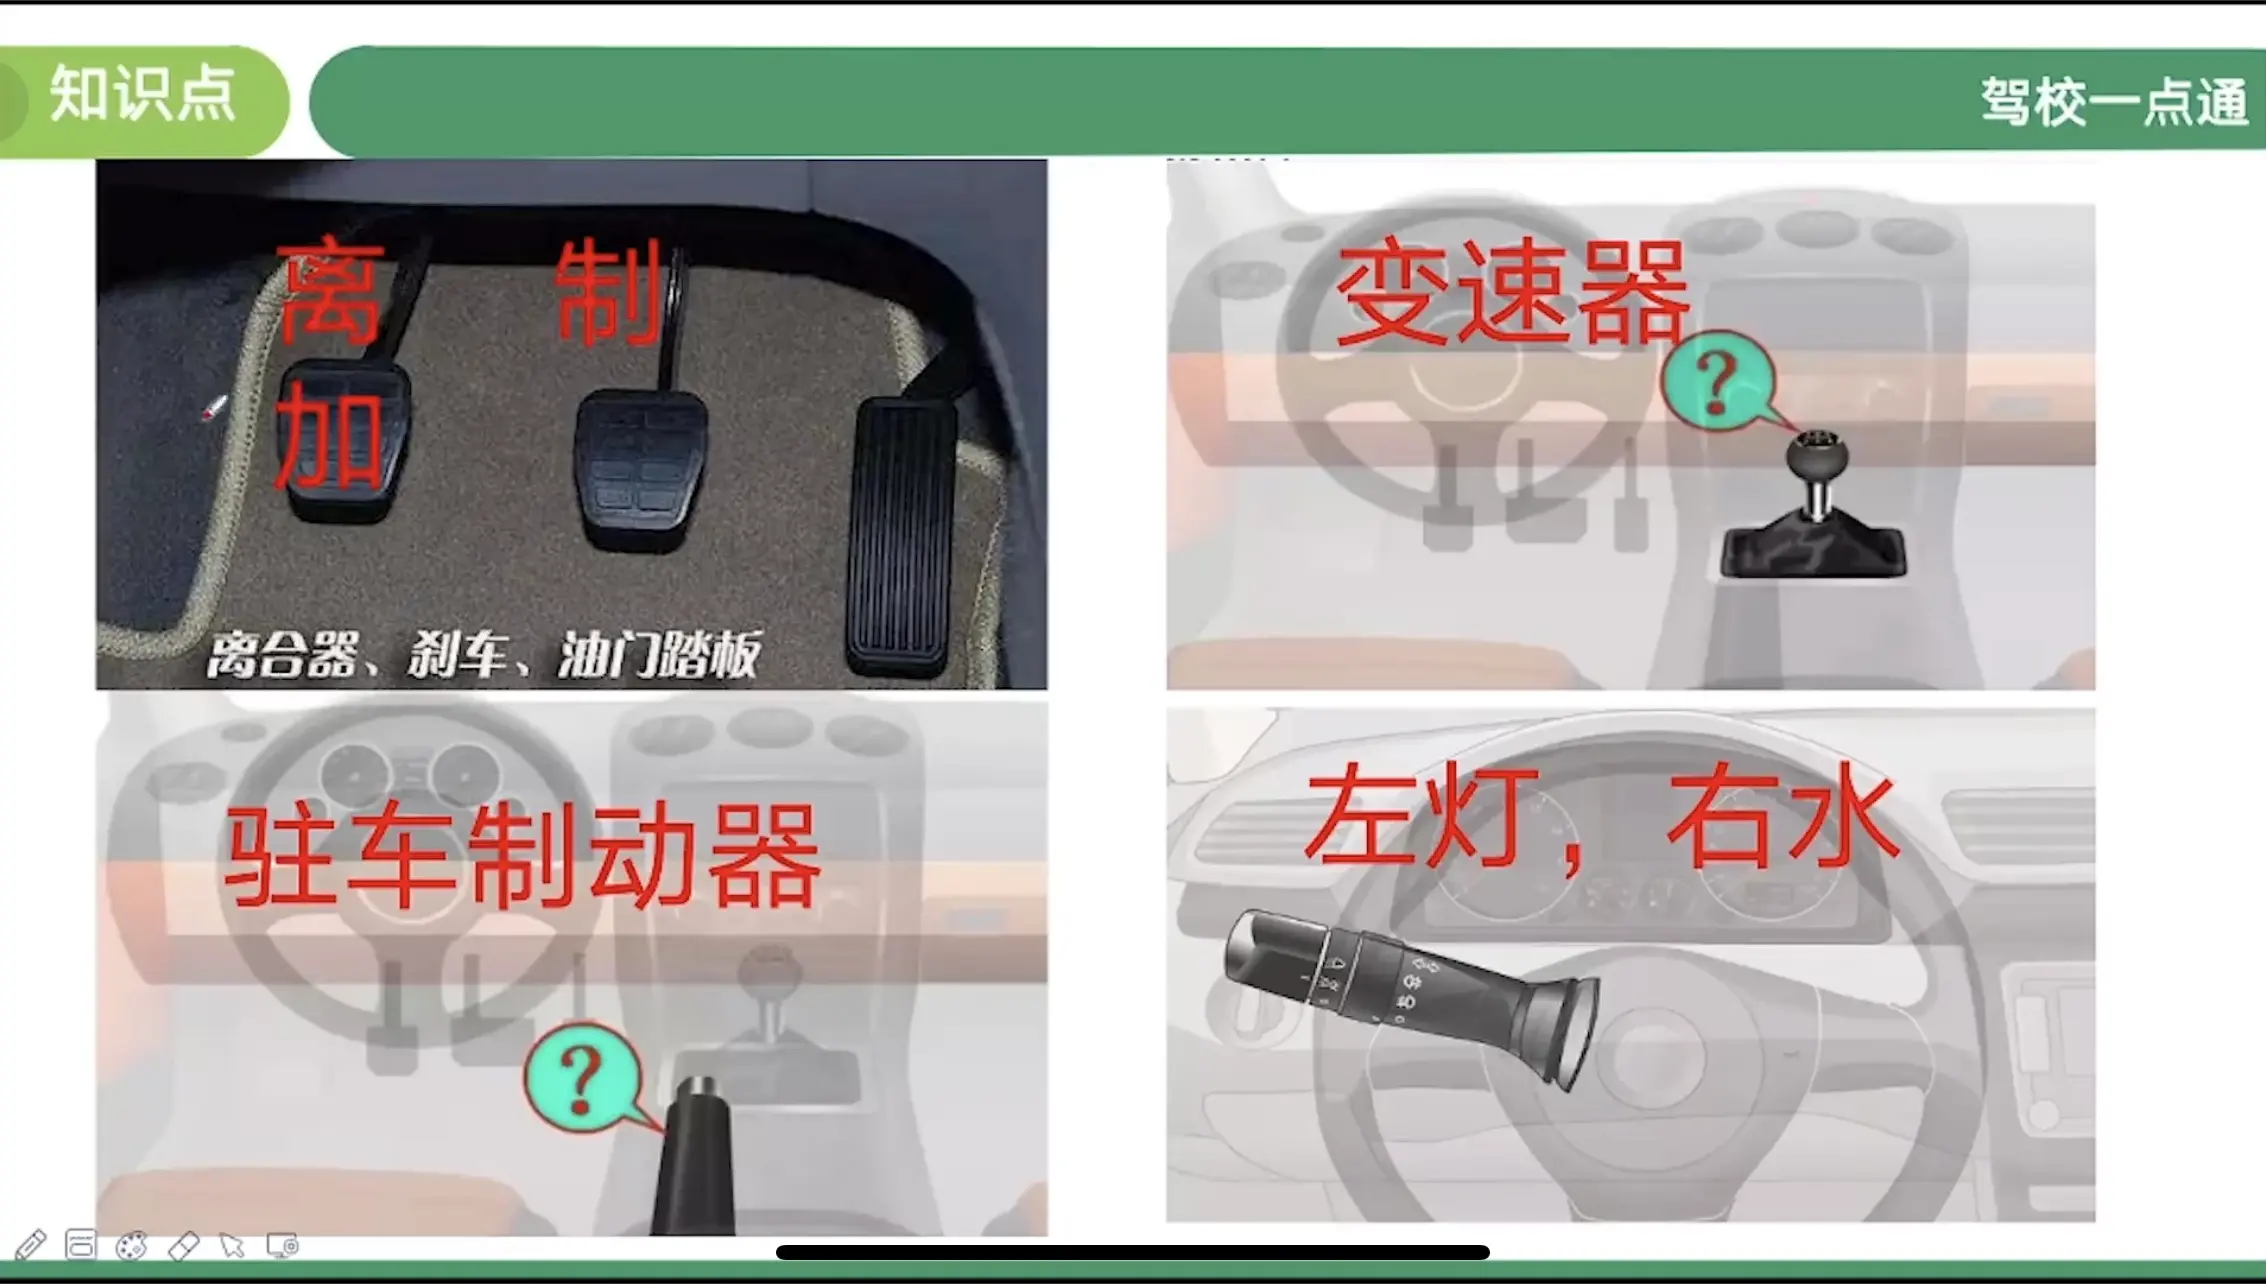 知识点
驾校一点通
离 制
加
离合器、刹车、油门踏板
变速器
?
驻车制动器
?
左灯，右水